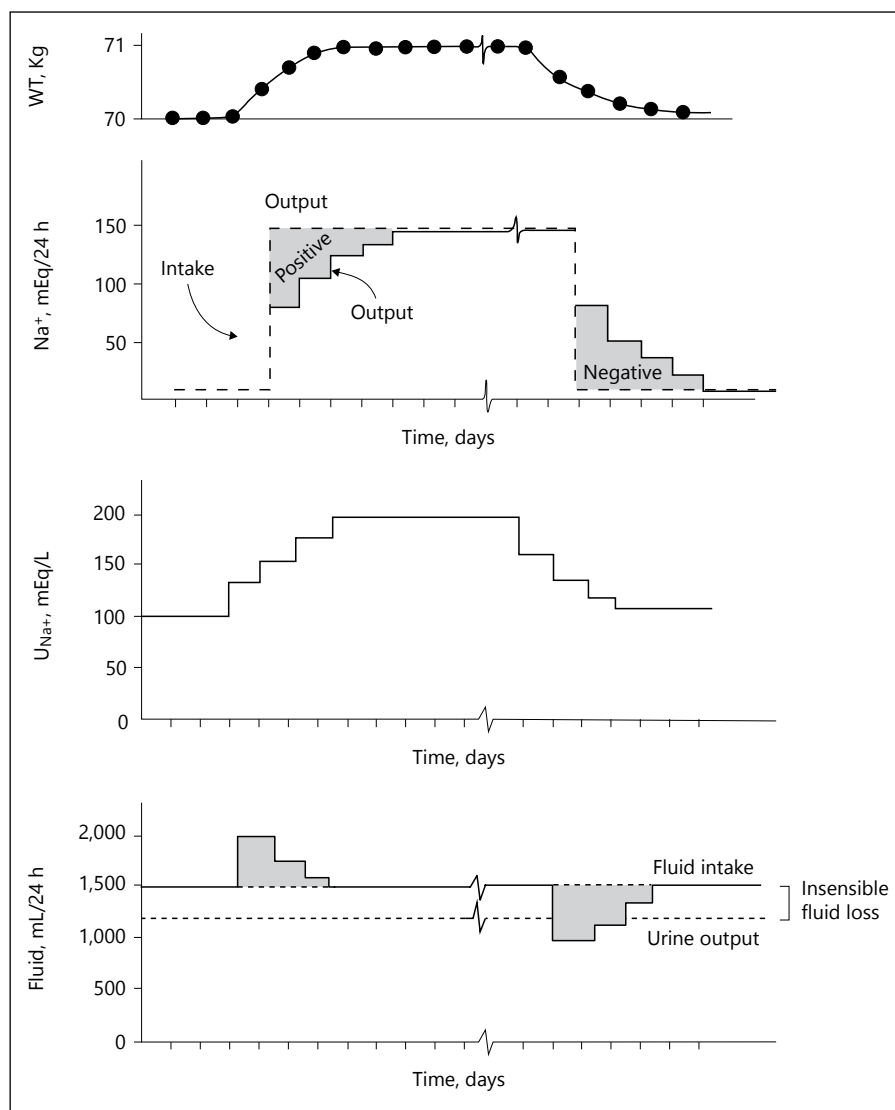 71
70
WT, Kg
Output
150
100
50
Na⁺, mEq/24 h
Intake
Positive
Output
Negative
Time, days
200
150
100
50
0
U_Na+, mEq/L
Time, days
2,000
1,500
1,000
500
0
Fluid, mL/24 h
Fluid intake
Insensible
fluid loss
Urine output
Time, days